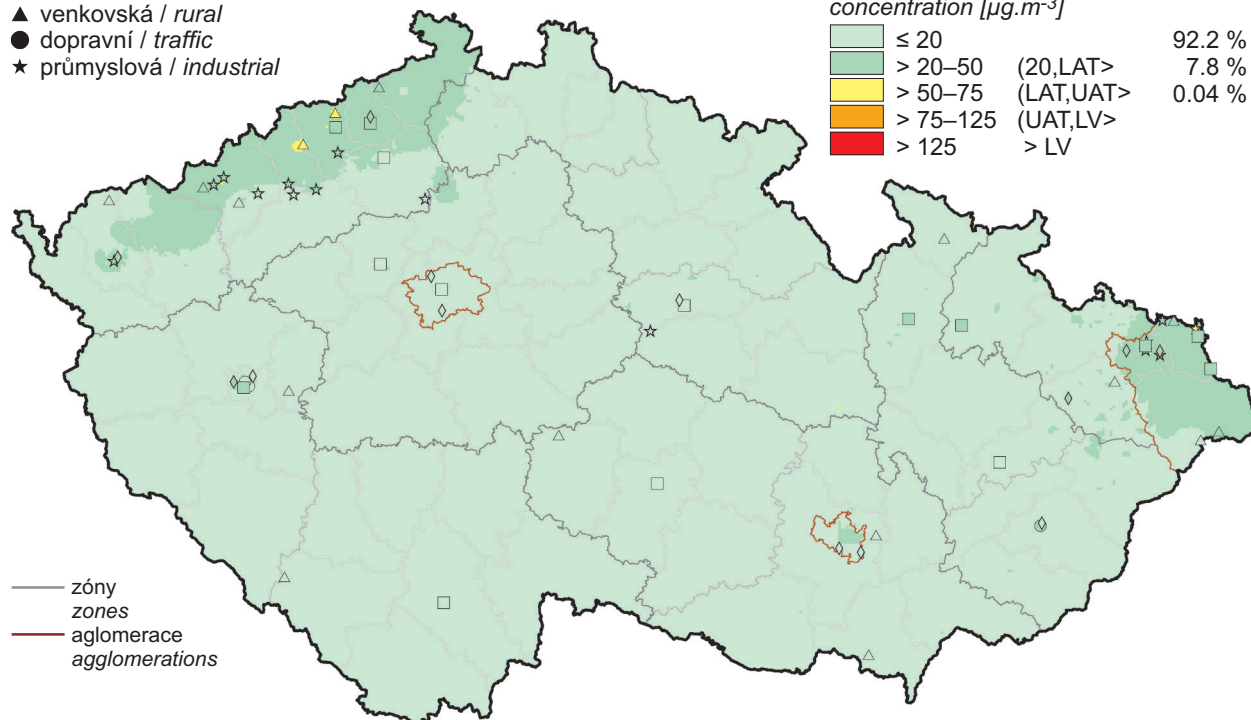 venkovská / rural
dopravní / traffic
průmyslová / industrial
concentration [µg.m-3]
≤ 20 92.2 %
> 20–50 (20,LAT> 7.8 %
> 50–75 (LAT,UAT> 0.04 %
> 75–125 (UAT,LV>
> 125 > LV
zóny
zones
aglomerace
agglomerations